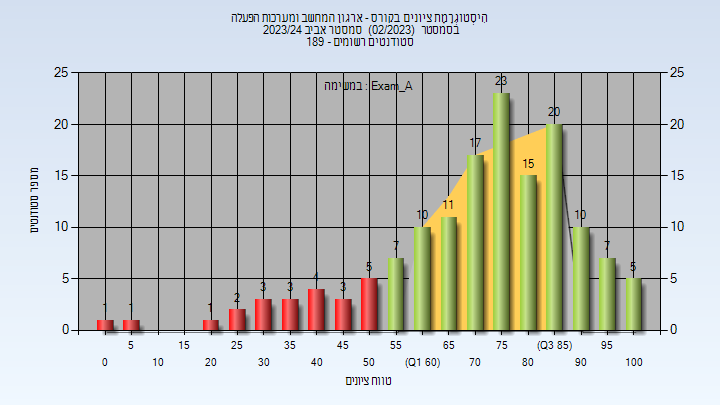 היסטוגרמת ציונים בקורס - ארגון המחשב ומערכות הפעלה
בסמסטר (02/2023) סמסטר אביב 2023/24
סטודנטים רשומים - 189
במשימה : Exam_A
מספר סטודנטים
25 20 15 10 5 0
25 20 15 10 5 0
1 1 1 2 3 3 4 3 5 7 10 11 17 23 15 20 10 7 5
5 15 25 35 45 55 65 75 (Q3 85) 95
0 10 20 30 40 50 (Q1 60) 70 80 90 100
טווח ציונים